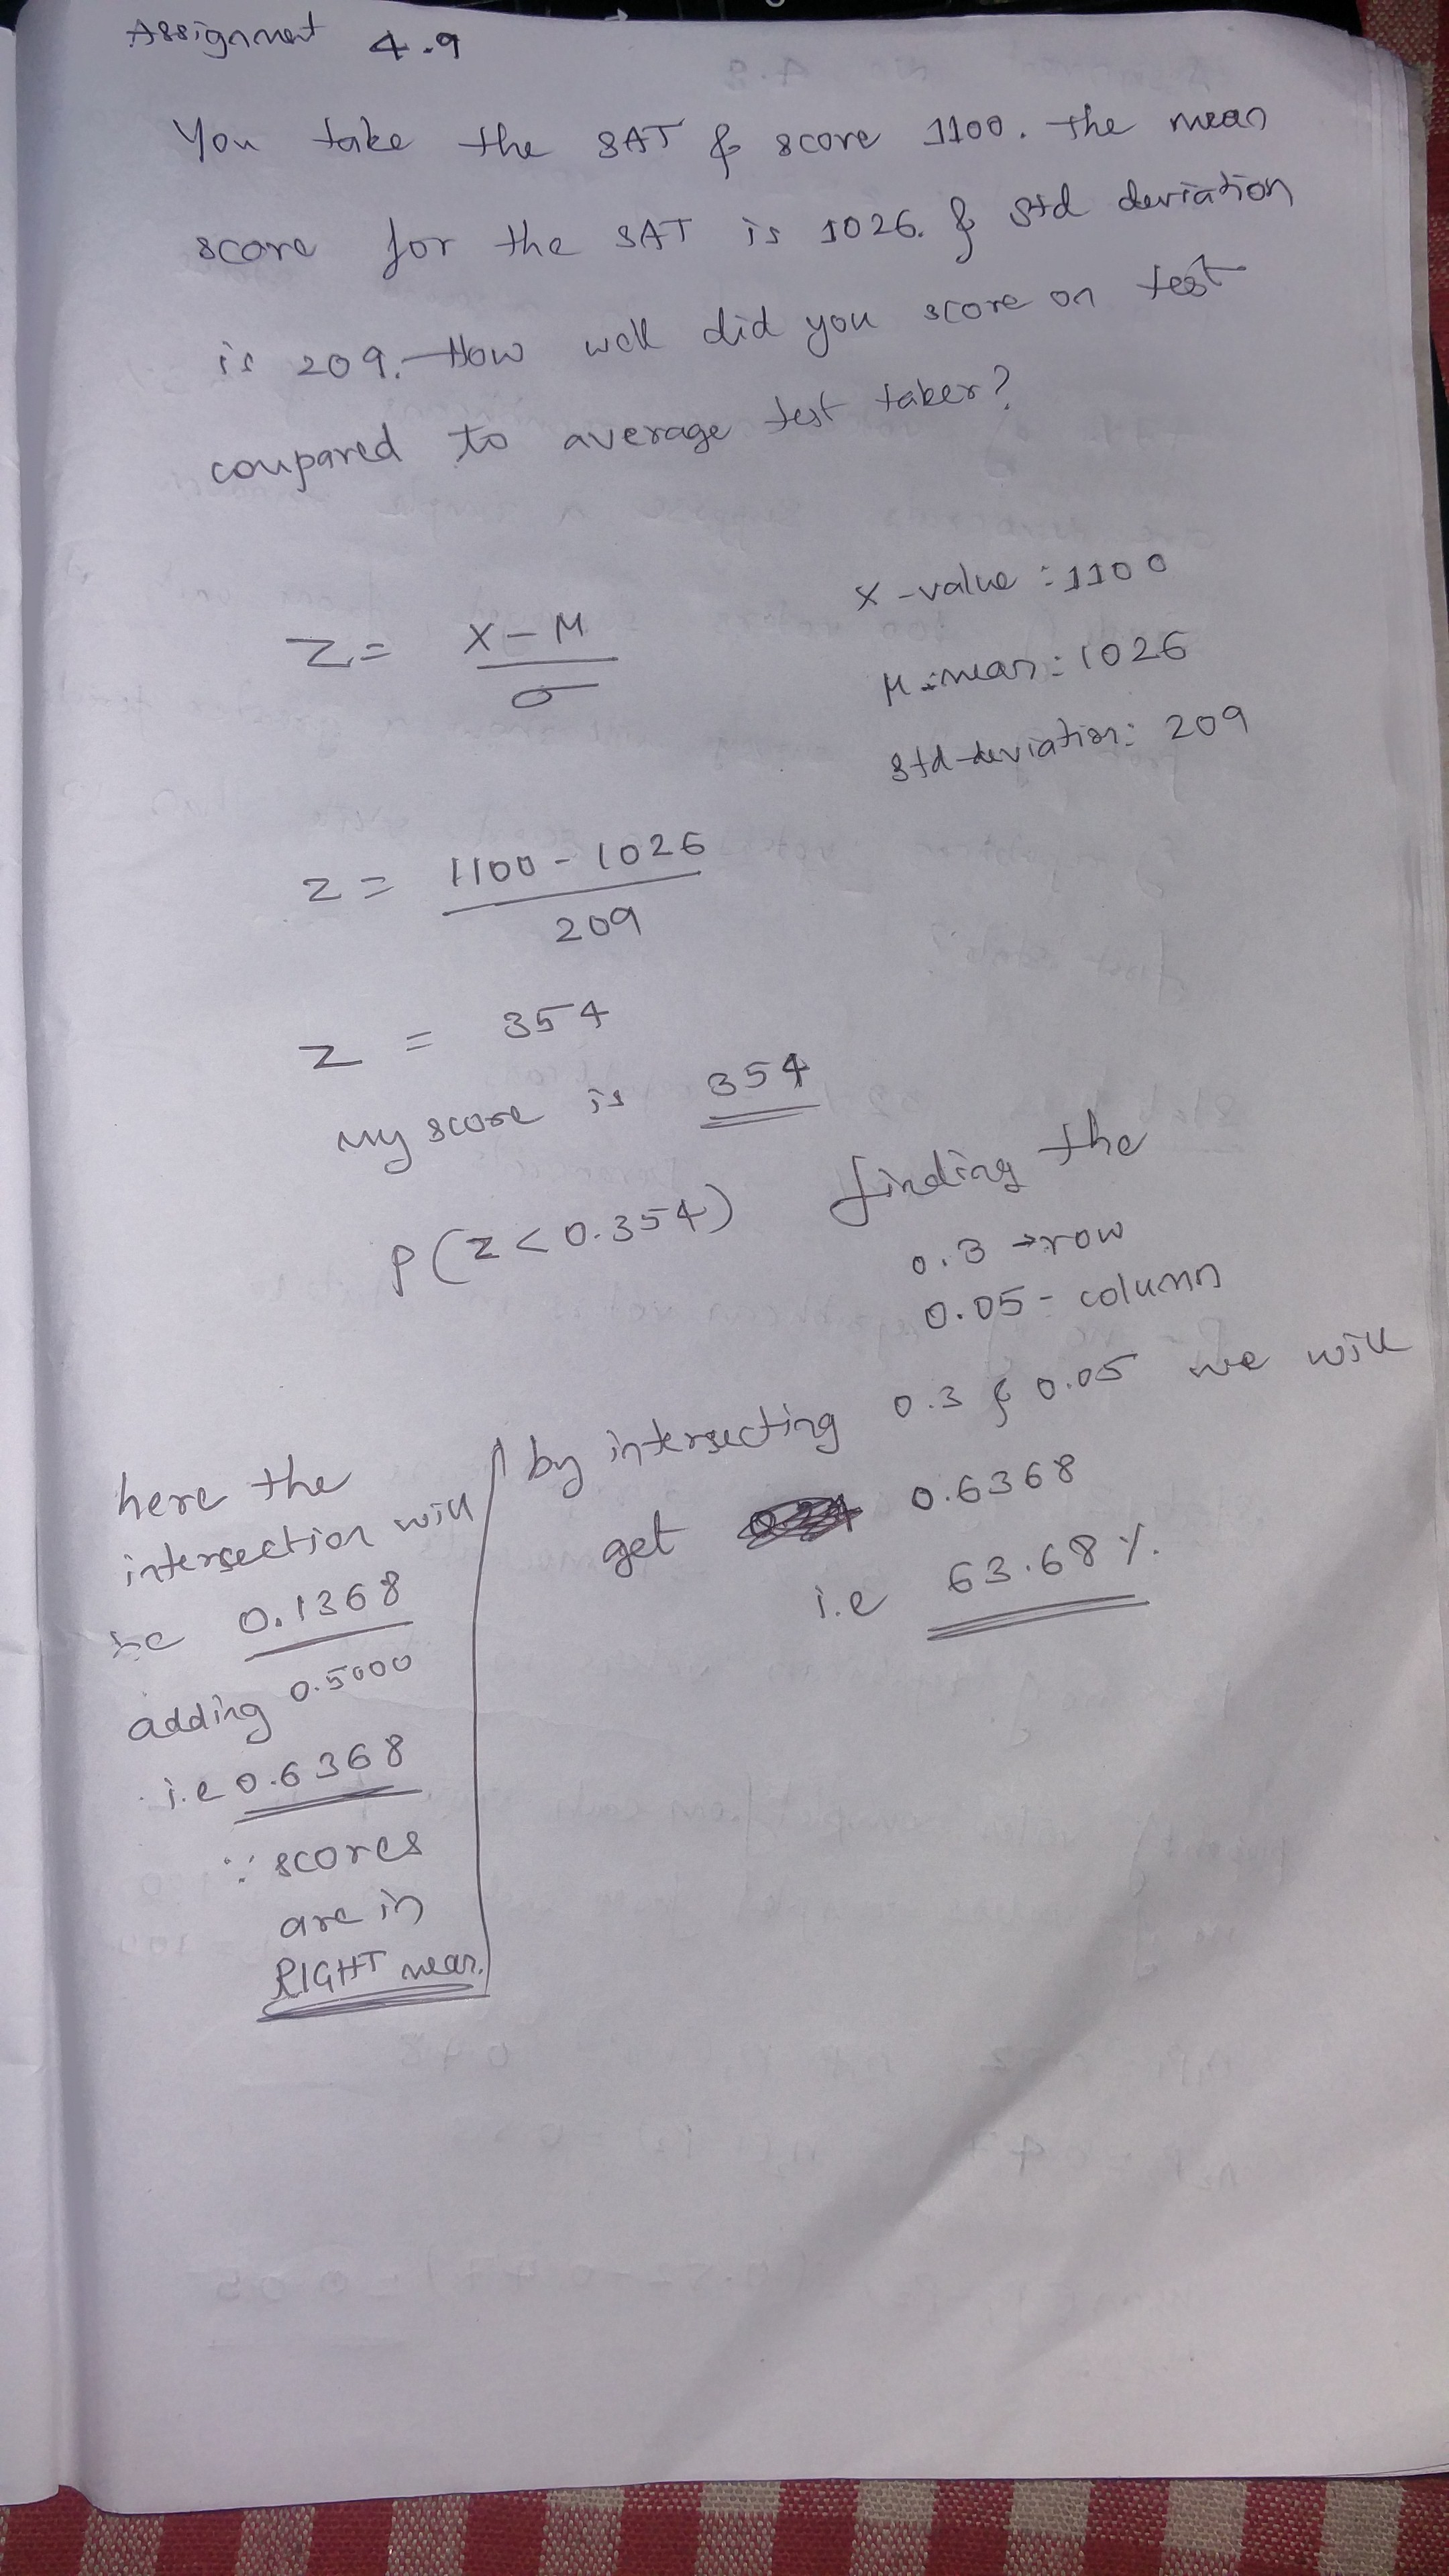 Assignment 4.9
You take the SAT & score 1100. The mean
score for the SAT is 1026. & Std deviation
is 209. How well did you score on test
compared to average test taker?
Z = X - M / σ
X - value : 1100
μ : mean : 1026
std-deviation : 209
Z = 1100 - 1026 / 209
Z = 354
my score is 354
P(Z < 0.354) finding the
0.3 → row
0.05 - column
by intersecting 0.3 & 0.05 we will
get 0.6368
i.e 63.68%.
here the
intersection will
be 0.1368
adding 0.5000
i.e 0.6368
∵ scores
are in
RIGHT mean.